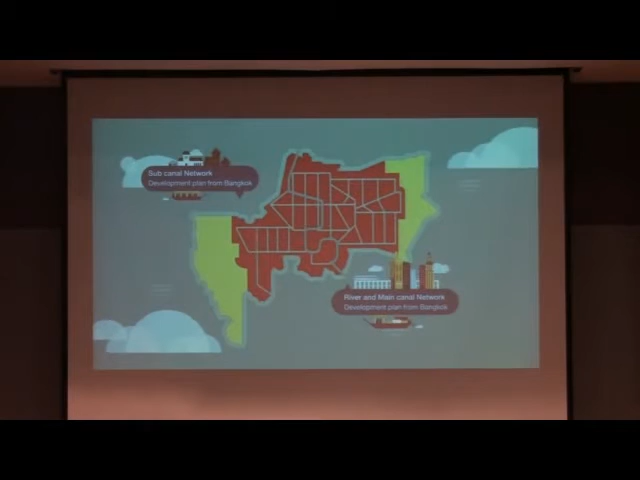 Sub canal Network
Development plan from Bangkok
River and Main canal Network
Development plan from Bangkok